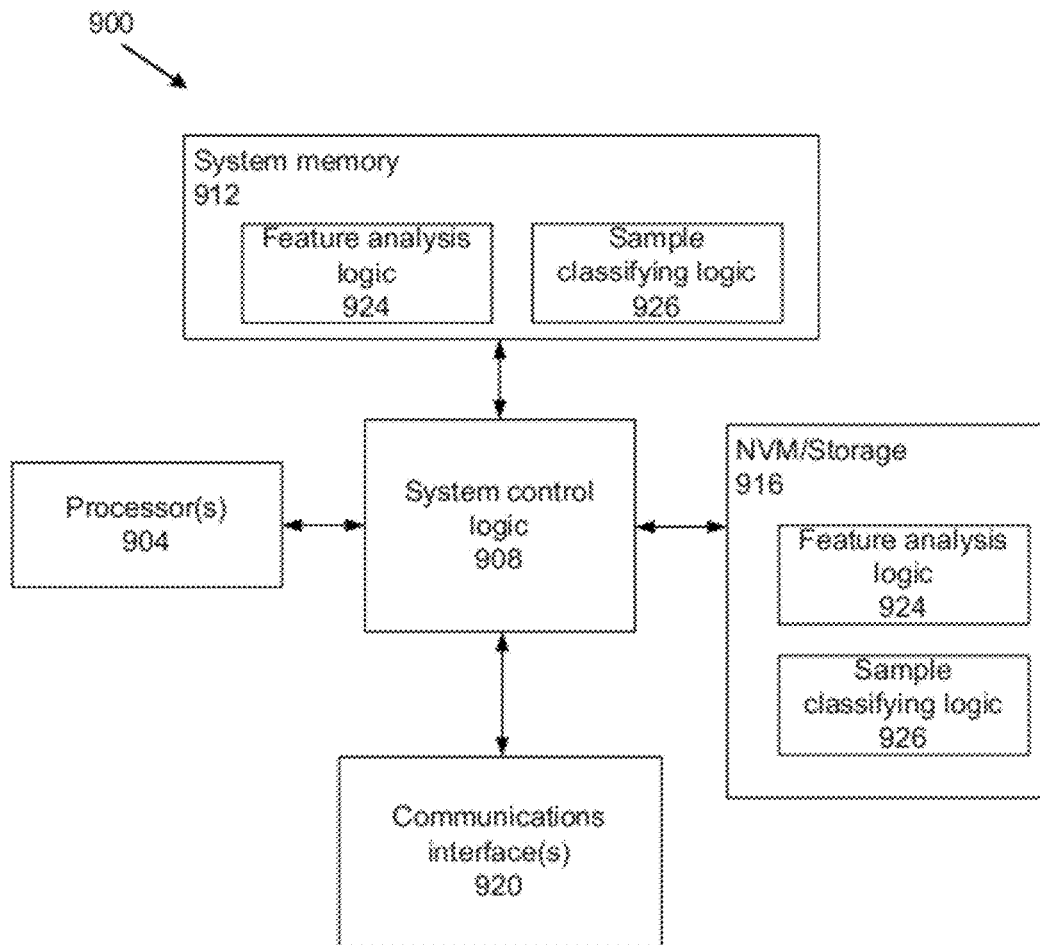 900
System memory
912
Feature analysis
logic
924
Sample
classifying logic
926
Processor(s)
904
System control
logic
908
NVM/Storage
916
Feature analysis
logic
924
Sample
classifying logic
926
Communications
interface(s)
920